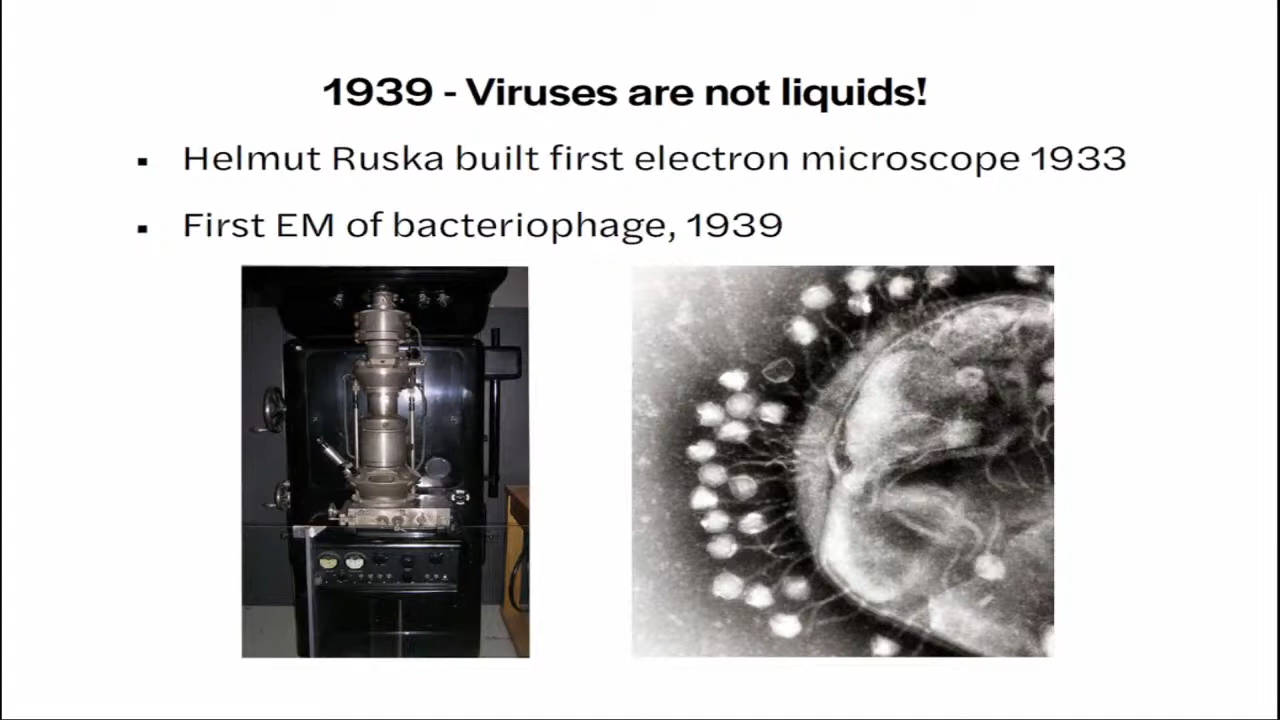 1939 - Viruses are not liquids!
▪ Helmut Ruska built first electron microscope 1933
▪ First EM of bacteriophage, 1939